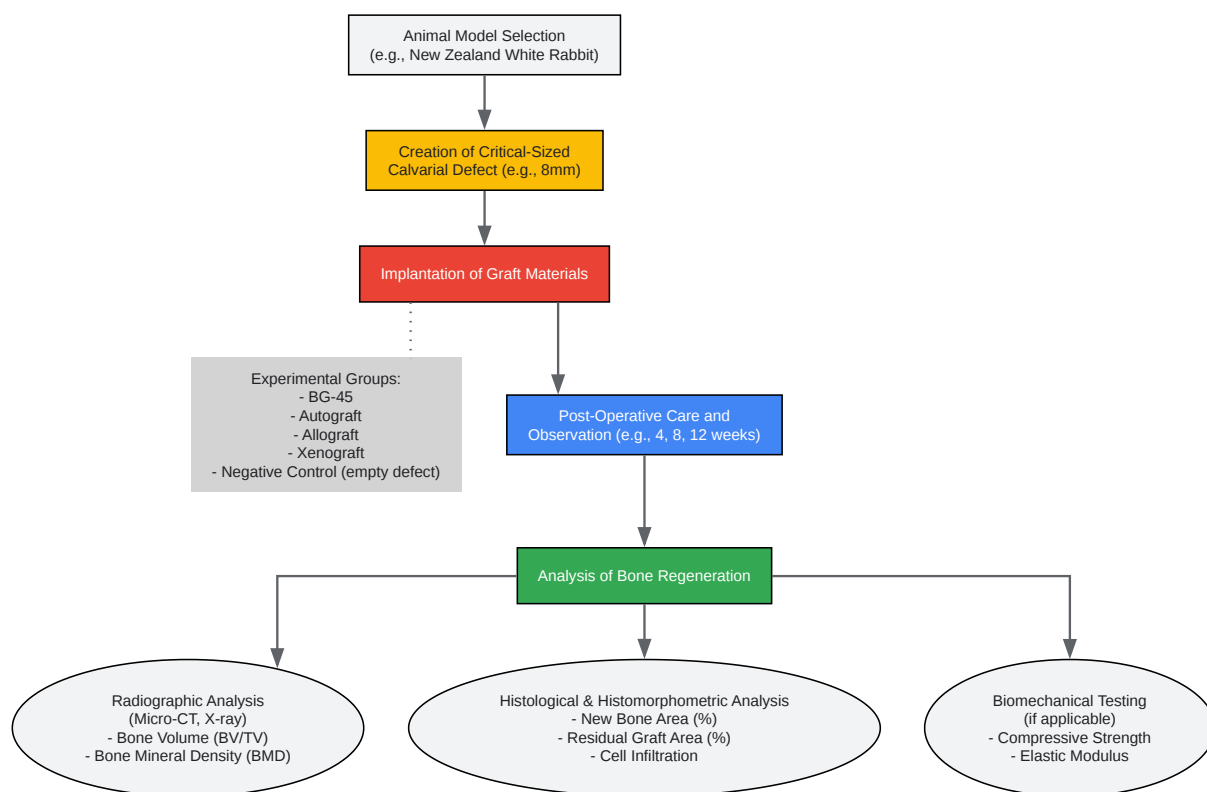 Animal Model Selection
(e.g., New Zealand White Rabbit)
Creation of Critical-Sized
Calvarial Defect (e.g., 8mm)
Implantation of Graft Materials
Experimental Groups:
- BG-45
- Autograft
- Allograft
- Xenograft
- Negative Control (empty defect)
Post-Operative Care and
Observation (e.g., 4, 8, 12 weeks)
Analysis of Bone Regeneration
Radiographic Analysis
(Micro-CT, X-ray)
- Bone Volume (BV/TV)
- Bone Mineral Density (BMD)
Histological & Histomorphometric Analysis
- New Bone Area (%)
- Residual Graft Area (%)
- Cell Infiltration
Biomechanical Testing
(if applicable)
- Compressive Strength
- Elastic Modulus